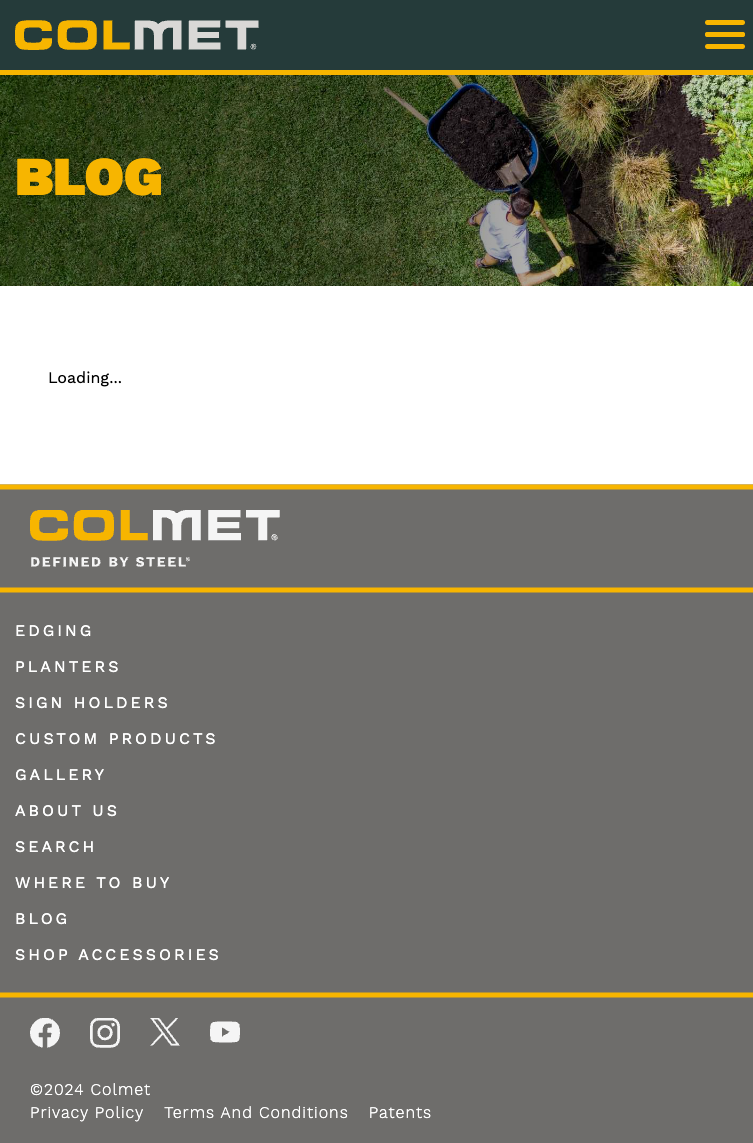 COLMET®
BLOG
Loading...
COLMET®
DEFINED BY STEEL®
EDGING
PLANTERS
SIGN HOLDERS
CUSTOM PRODUCTS
GALLERY
ABOUT US
SEARCH
WHERE TO BUY
BLOG
SHOP ACCESSORIES
©2024 Colmet
Privacy Policy Terms And Conditions Patents